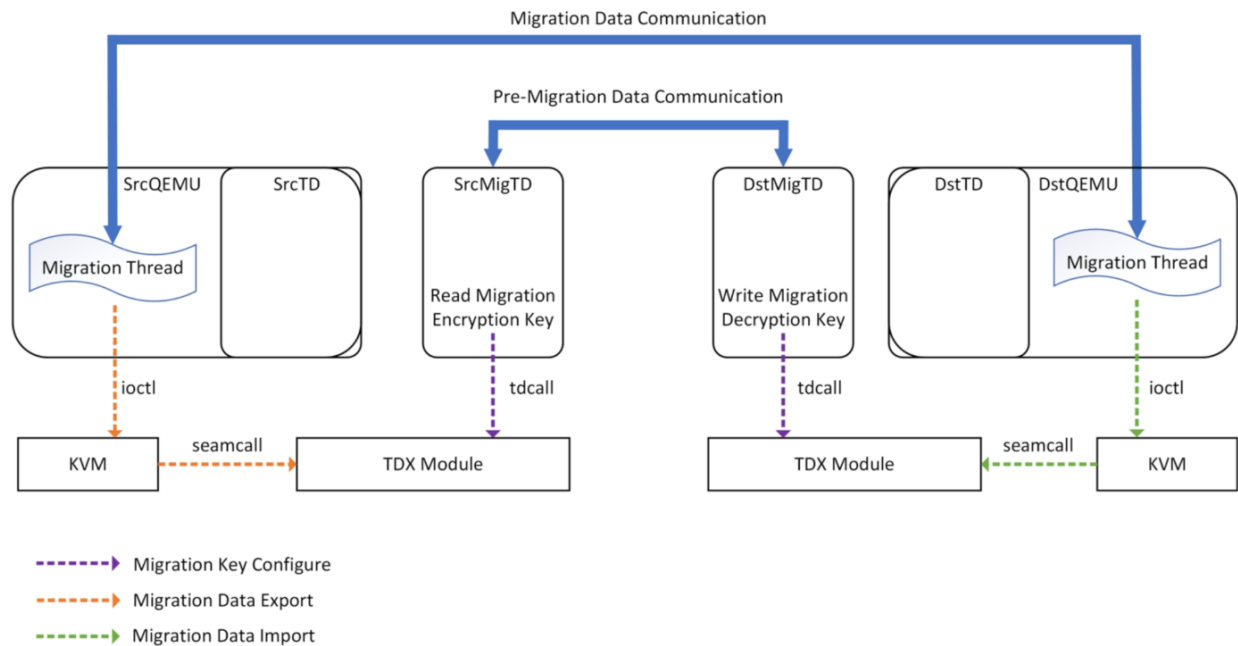 Migration Data Communication
Pre-Migration Data Communication
SrcQEMU
SrcTD
SrcMigTD
DstMigTD
DstTD
DstQEMU
Migration Thread
Migration Thread
Read Migration
Encryption Key
Write Migration
Decryption Key
ioctl
tdcall
tdcall
ioctl
KVM
seamcall
TDX Module
TDX Module
seamcall
KVM
Migration Key Configure
Migration Data Export
Migration Data Import